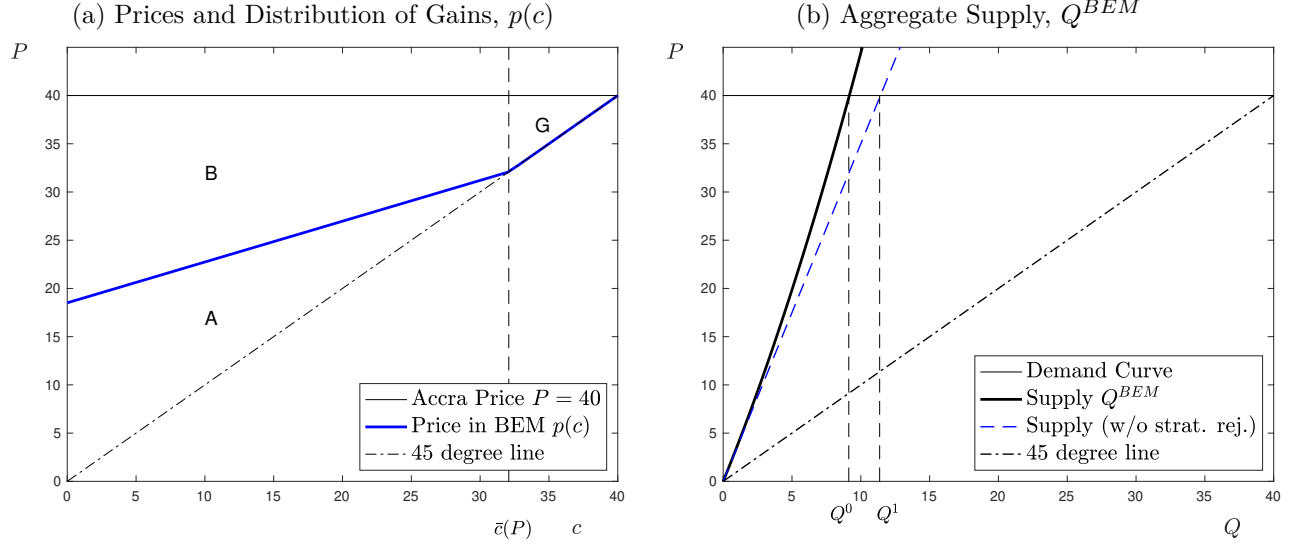 (a) Prices and Distribution of Gains, p(c)
P
40
35
30
25
20
15
10
5
0
B
G
A
Accra Price P = 40
Price in BEM p(c)
45 degree line
0 5 10 15 20 25 30 35 40
c̄(P) c
(b) Aggregate Supply, Q^{BEM}
P
40
35
30
25
20
15
10
5
0
Demand Curve
Supply Q^{BEM}
Supply (w/o strat. rej.)
45 degree line
0 5 10 15 20 25 30 35 40
Q⁰ Q¹ Q